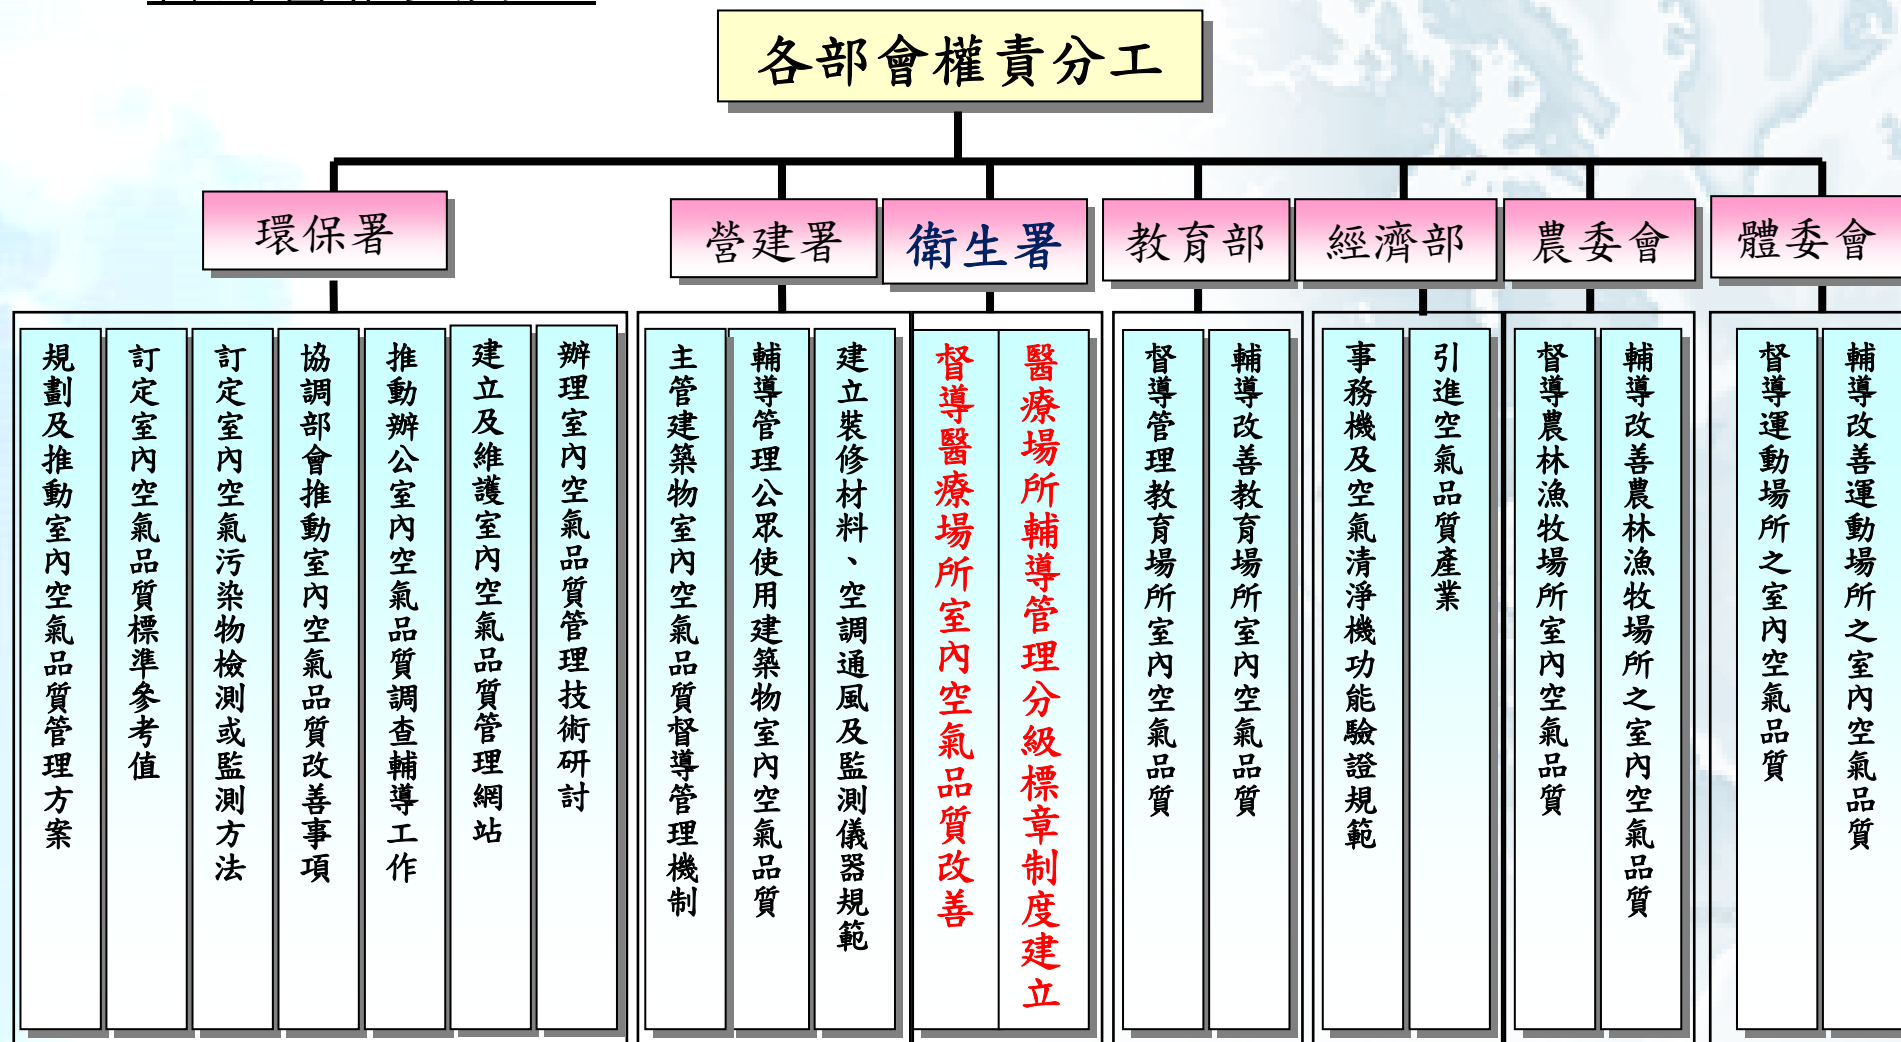 各部會權責分工
環保署
營建署
衛生署
教育部
經濟部
農委會
體委會
規劃及推動室內空氣品質管理方案
訂定室內空氣品質標準參考值
訂定室內空氣污染物檢測或監測方法
協調部會推動室內空氣品質改善事項
推動辦公室內空氣品質調查輔導工作
建立及維護室內空氣品質管理網站
辦理室內空氣品質管理技術研討
主管建築物室內空氣品質督導管理機制
輔導管理公眾使用建築物室內空氣品質
建立裝修材料、空調通風及監測儀器規範
督導醫療場所室內空氣品質改善
醫療場所輔導管理分級標章制度建立
督導管理教育場所室內空氣品質
輔導改善教育場所室內空氣品質
事務機及空氣清淨機功能驗證規範
引進空氣品質產業
督導農林漁牧場所室內空氣品質
輔導改善農林漁牧場所之室內空氣品質
督導運動場所之室內空氣品質
輔導改善運動場所之室內空氣品質